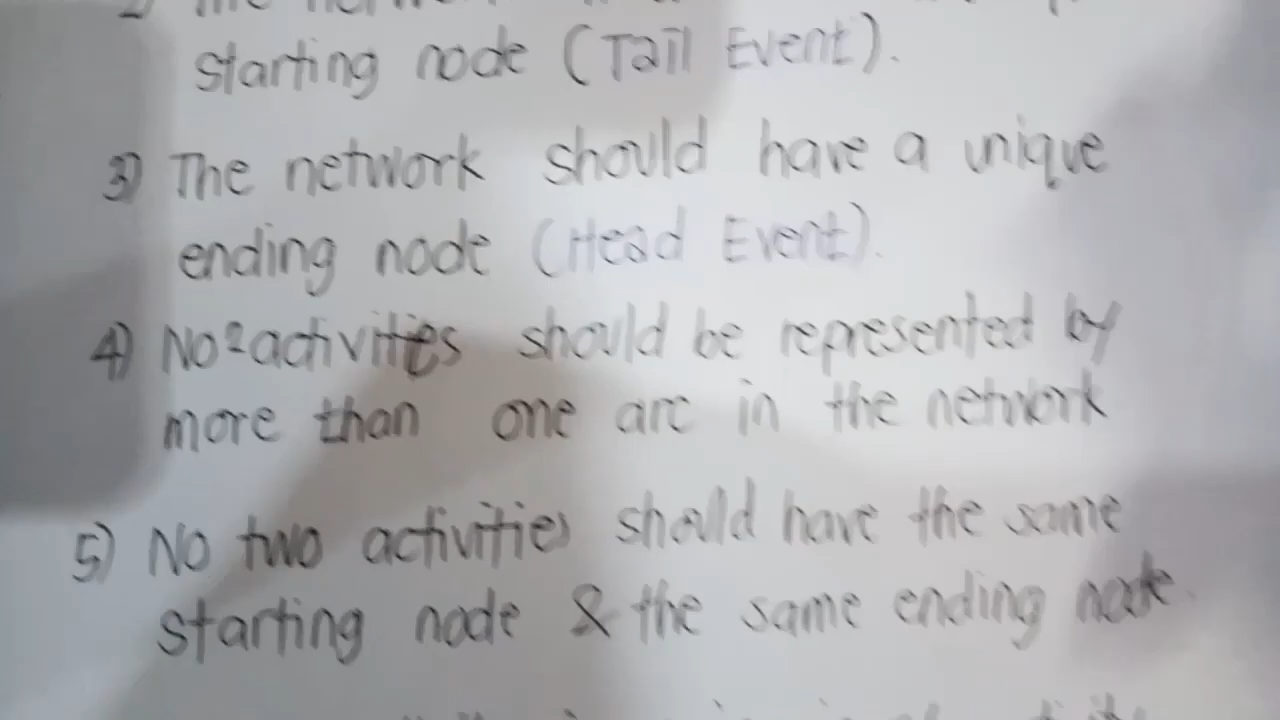 starting node (Tail Event).
3) The network should have a unique
ending node (Head Event).
4) No 2 activities should be represented by
more than one arc in the network
5) No two activities should have the same
starting node & the same ending node.